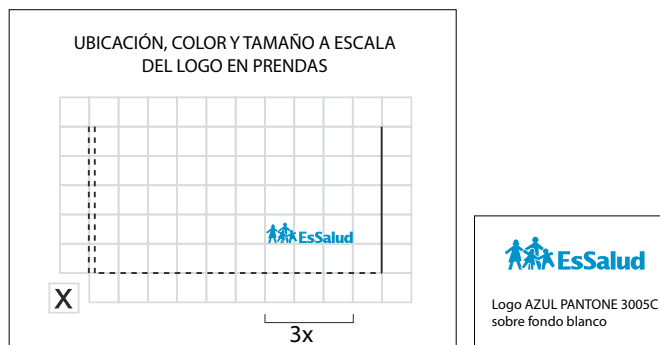 UBICACIÓN, COLOR Y TAMAÑO A ESCALA
DEL LOGO EN PRENDAS
EsSalud
X
3x
EsSalud
Logo AZUL PANTONE 3005C
sobre fondo blanco